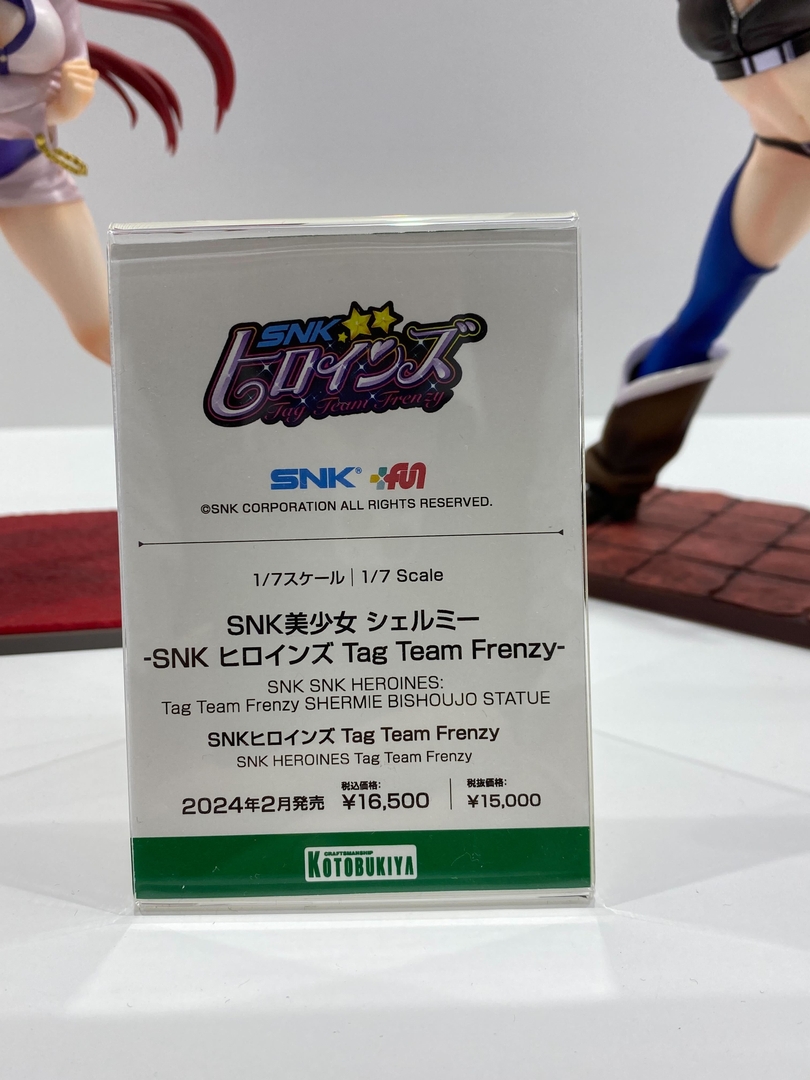 SNK
ヒロインズ
Tag Team Frenzy
SNK® +fun
©SNK CORPORATION ALL RIGHTS RESERVED.
1/7スケール | 1/7 Scale
SNK美少女 シェルミー
-SNK ヒロインズ Tag Team Frenzy-
SNK SNK HEROINES:
Tag Team Frenzy SHERMIE BISHOUJO STATUE
SNKヒロインズ Tag Team Frenzy
SNK HEROINES Tag Team Frenzy
2024年2月発売 税込価格: ¥16,500 | 税抜価格: ¥15,000
CRAFTSMANSHIP
KOTOBUKIYA